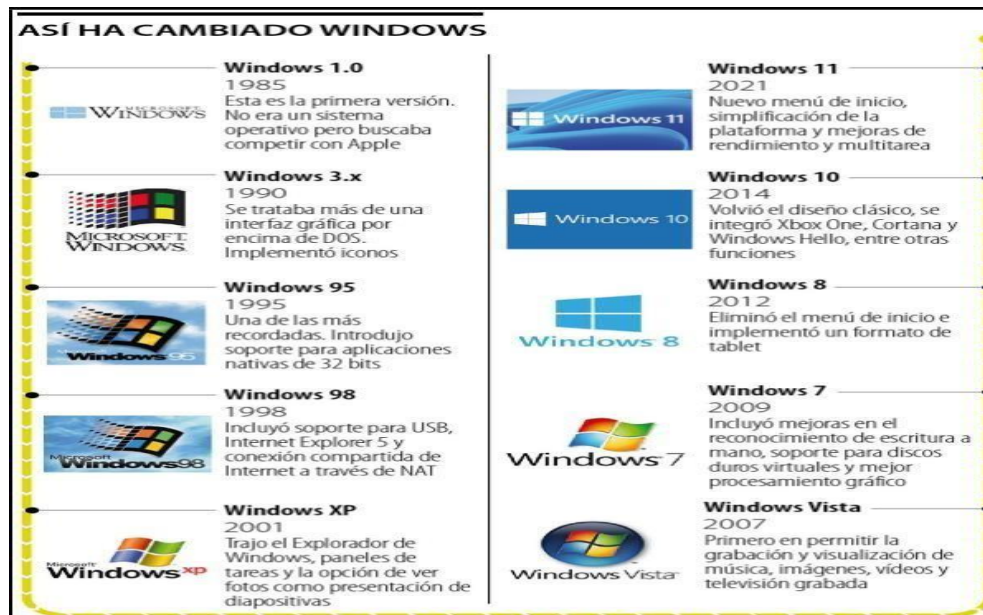 ASÍ HA CAMBIADO WINDOWS
Windows 1.0
1985
MICROSOFT
WINDOWS
Esta es la primera versión.
No era un sistema
operativo pero buscaba
competir con Apple
Windows 3.x
1990
MICROSOFT
WINDOWS
Se trataba más de una
interfaz gráfica por
encima de DOS.
Implementó iconos
Windows 95
1995
Microsoft
Windows95
Una de las más
recordadas. Introdujo
soporte para aplicaciones
nativas de 32 bits
Windows 98
1998
Microsoft
Windows98
Incluyó soporte para USB,
Internet Explorer 5 y
conexión compartida de
Internet a través de NAT
Windows XP
2001
Microsoft
Windows xp
Trajo el Explorador de
Windows, paneles de
tareas y la opción de ver
fotos como presentación de
diapositivas
Windows 11
2021
Windows 11
Nuevo menú de inicio,
simplificación de la
plataforma y mejoras de
rendimiento y multitarea
Windows 10
2014
Windows 10
Volvió el diseño clásico, se
integró Xbox One, Cortana y
Windows Hello, entre otras
funciones
Windows 8
2012
Windows 8
Eliminó el menú de inicio e
implementó un formato de
tablet
Windows 7
2009
Windows 7
Incluyó mejoras en el
reconocimiento de escritura a
mano, soporte para discos
duros virtuales y mejor
procesamiento gráfico
Windows Vista
2007
Windows Vista
Primero en permitir la
grabación y visualización de
música, imágenes, vídeos y
televisión grabada